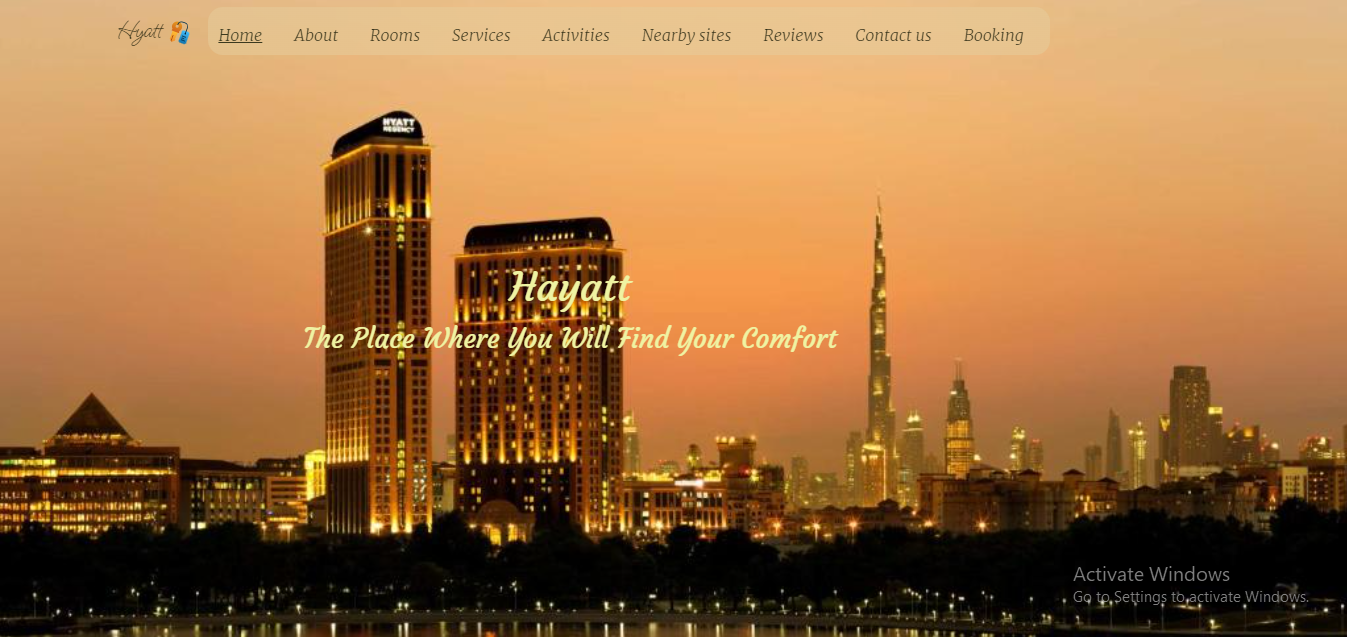 Hyatt
Home About Rooms Services Activities Nearby sites Reviews Contact us Booking
HYATT
REGENCY
Hayatt
The Place Where You Will Find Your Comfort
Activate Windows
Go to Settings to activate Windows.